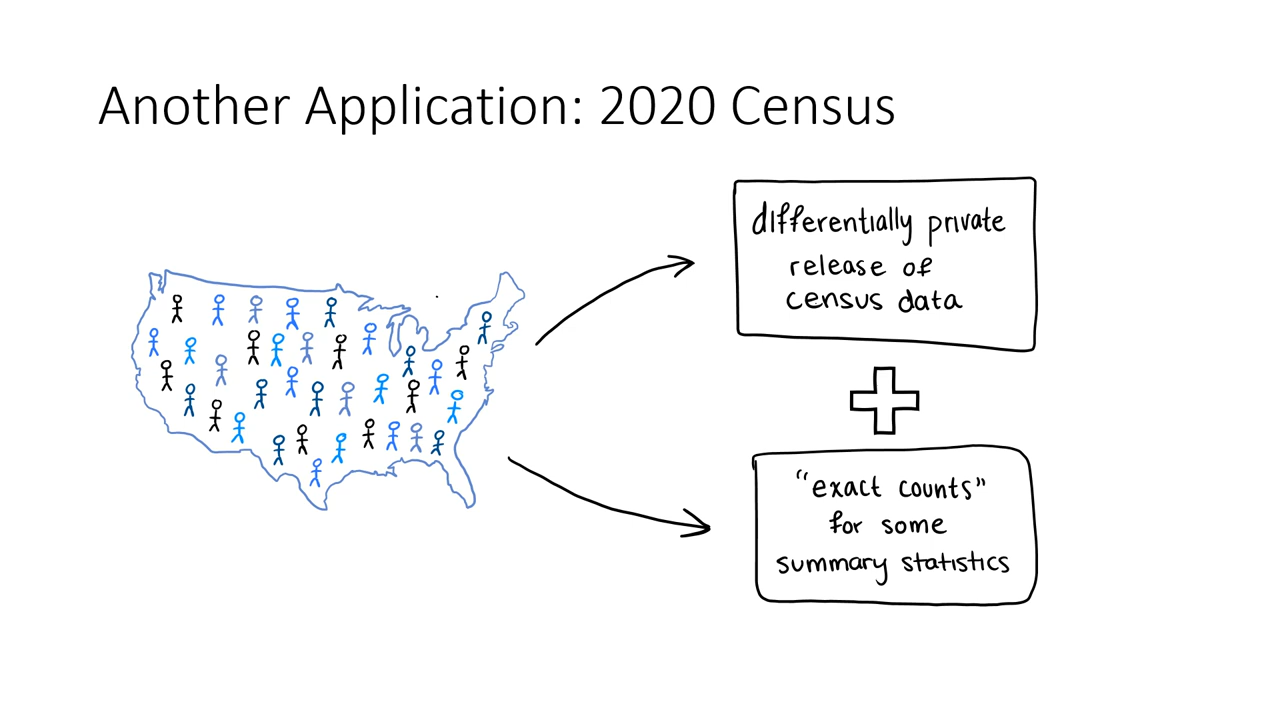 Another Application: 2020 Census
differentially private
release of
census data
"exact counts"
for some
summary statistics